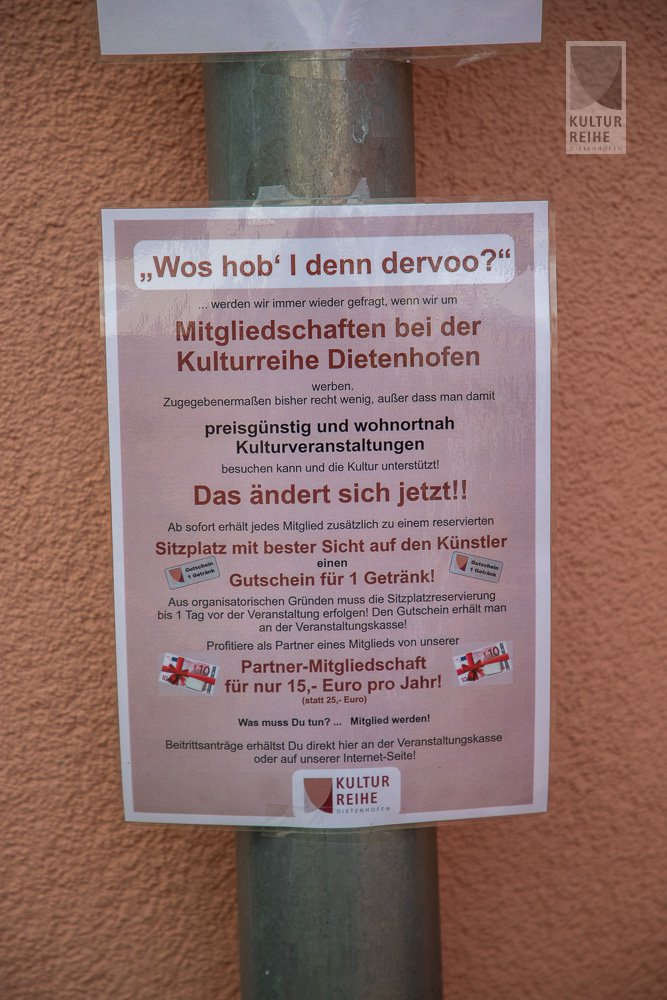 KULTUR
REIHE
DIETENHOFEN
„Wos hob‘ I denn dervoo?“
... werden wir immer wieder gefragt, wenn wir um
Mitgliedschaften bei der
Kulturreihe Dietenhofen
werben.
Zugegebenermaßen bisher recht wenig, außer dass man damit
preisgünstig und wohnortnah
Kulturveranstaltungen
besuchen kann und die Kultur unterstützt!
Das ändert sich jetzt!!
Ab sofort erhält jedes Mitglied zusätzlich zu einem reservierten
Sitzplatz mit bester Sicht auf den Künstler
einen
Gutschein
1 Getränk
Gutschein für 1 Getränk!
Gutschein
1 Getränk
Aus organisatorischen Gründen muss die Sitzplatzreservierung
bis 1 Tag vor der Veranstaltung erfolgen! Den Gutschein erhält man
an der Veranstaltungskasse!
Profitiere als Partner eines Mitglieds von unserer
Partner-Mitgliedschaft
für nur 15,- Euro pro Jahr!
10
10
(statt 25,- Euro)
Was muss Du tun? ... Mitglied werden!
Beitrittsanträge erhältst Du direkt hier an der Veranstaltungskasse
oder auf unserer Internet-Seite!
KULTUR
REIHE
DIETENHOFEN